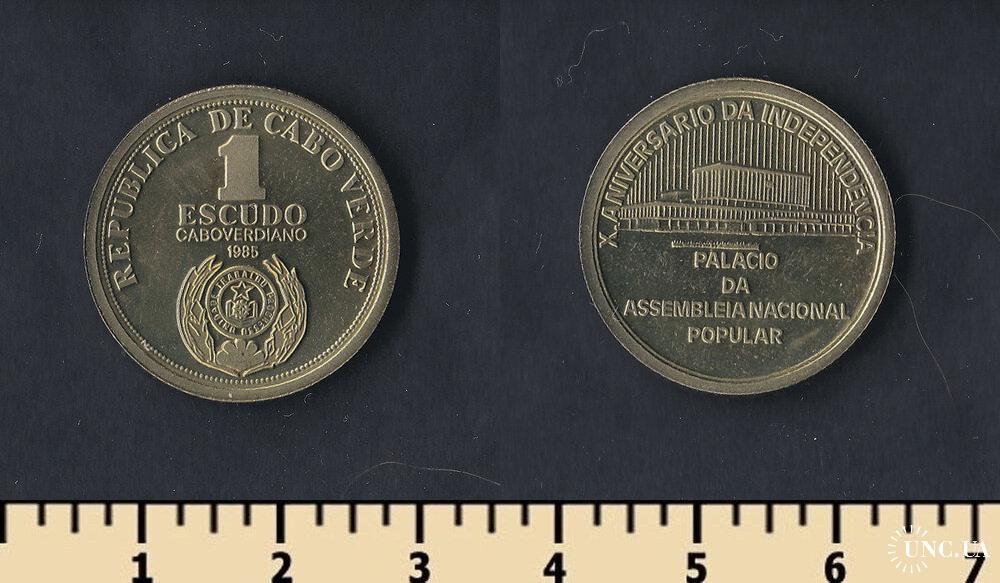 REPUBLICA DE CABO VERDE
1
ESCUDO
CABOVERDIANO
1985
X. ANIVERSARIO DA INDEPENDENCIA
PALACIO
DA
ASSEMBLEIA NACIONAL
POPULAR
1 2 3 4 5 6 7
UNC.UA